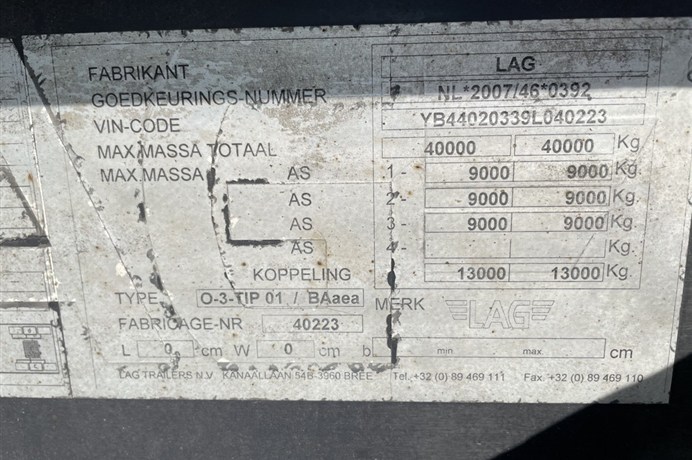 FABRIKANT LAG
GOEDKEURINGS-NUMMER NL*2007/46*0392
VIN-CODE YB44020339L040223
MAX.MASSA TOTAAL 40000 40000 Kg
MAX.MASSA AS 1 - 9000 9000 Kg.
AS 2 - 9000 9000 Kg.
AS 3 - 9000 9000 Kg.
AS 4 - Kg.
KOPPELING 13000 13000 Kg.
TYPE O-3-TIP 01 / BAaea MERK LAG
FABRICAGE-NR 40223
L 0 cm W 0 cm b min max. cm
LAG TRAILERS N.V. KANAALLAAN 54B-3960 BREE Tel. +32 (0) 89 469 111 Fax. +32 (0) 89 469 110